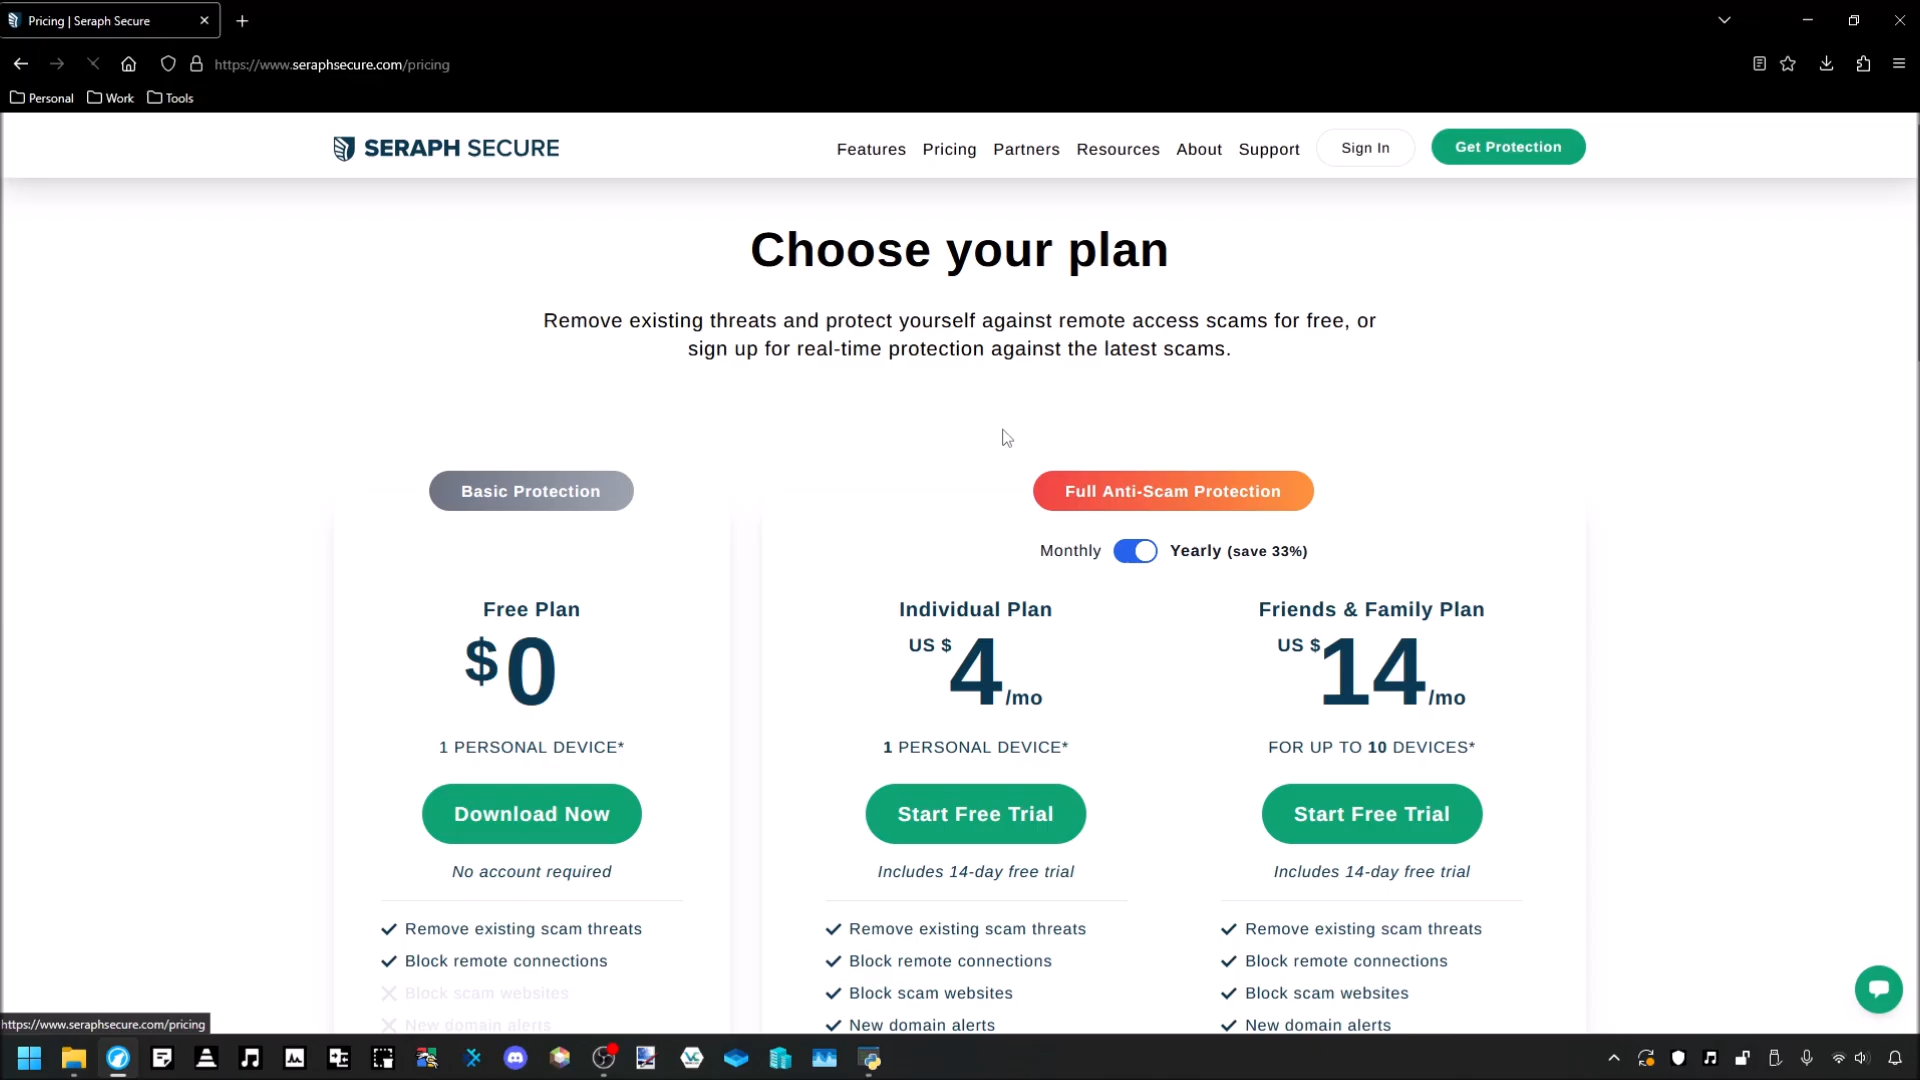 Pricing | Seraph Secure
https://www.seraphsecure.com/pricing
Personal Work Tools
SERAPH SECURE
Features Pricing Partners Resources About Support Sign In Get Protection
Choose your plan
Remove existing threats and protect yourself against remote access scams for free, or
sign up for real-time protection against the latest scams.
Basic Protection
Full Anti-Scam Protection
Monthly Yearly (save 33%)
Free Plan
$0
1 PERSONAL DEVICE*
Download Now
No account required
Remove existing scam threats
Block remote connections
Block scam websites
New domain alerts
Individual Plan
US $4/mo
1 PERSONAL DEVICE*
Start Free Trial
Includes 14-day free trial
Remove existing scam threats
Block remote connections
Block scam websites
New domain alerts
Friends & Family Plan
US $14/mo
FOR UP TO 10 DEVICES*
Start Free Trial
Includes 14-day free trial
Remove existing scam threats
Block remote connections
Block scam websites
New domain alerts
https://www.seraphsecure.com/pricing